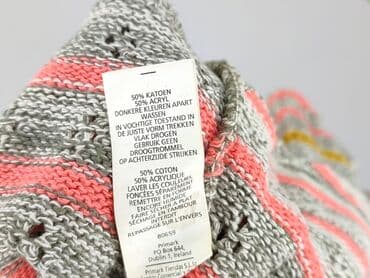 50% KATOEN
50% ACRYL
DONKERE KLEUREN APART
WASSEN
IN VOCHTIGE TOESTAND IN
DE JUISTE VORM TREKKEN
VLAK DROGEN
GEBRUIK GEEN
DROOGTROMMEL
OP ACHTERZIJDE STRIJKEN
50% COTON
50% ACRYLIQUE
LAVER LES COULEURS
FONCÉES SÉPARÉMENT
REMETTRE EN FORME
ENCORE HUMIDE
FAIRE SÉCHER À PLAT
SÉCHAGE EN TAMBOUR
INTERDIT
REPASSAGE SUR L'ENVERS
80659
Primark
PO Box 644,
Dublin 1, Ireland
Primark Tiendas S.L.